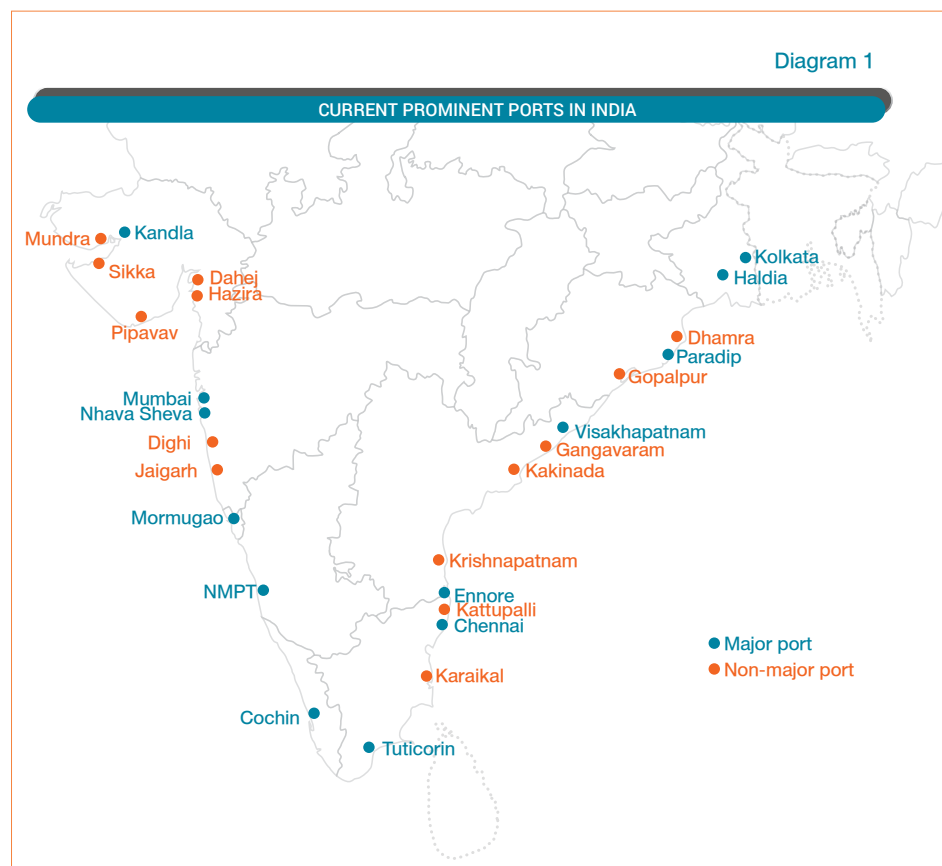 Diagram 1
CURRENT PROMINENT PORTS IN INDIA
Mundra
Kandla
Sikka
Dahej
Hazira
Pipavav
Mumbai
Nhava Sheva
Dighi
Jaigarh
Mormugao
NMPT
Cochin
Kolkata
Haldia
Dhamra
Paradip
Gopalpur
Visakhapatnam
Gangavaram
Kakinada
Krishnapatnam
Ennore
Kattupalli
Chennai
Karaikal
Tuticorin
Major port
Non-major port